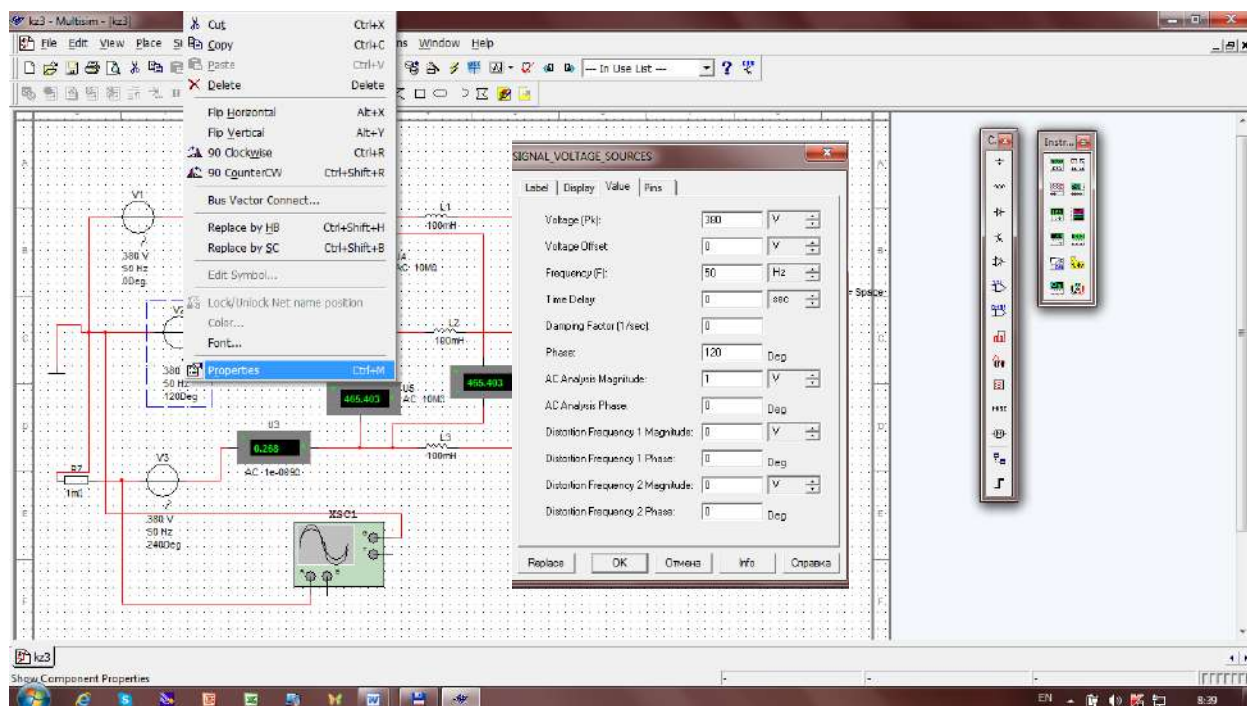 kz3 - Multisim - [kz3]
File Edit View Place
ns Window Help
--- In Use List ---
Cut Ctrl+X
Copy Ctrl+C
Paste Ctrl+V
Delete Delete
Flip Horizontal Alt+X
Flip Vertical Alt+Y
90 Clockwise Ctrl+R
90 CounterCW Ctrl+Shift+R
Bus Vector Connect...
Replace by HB Ctrl+Shift+H
Replace by SC Ctrl+Shift+B
Edit Symbol...
Lock/Unlock Net name position
Color...
Font...
Properties Ctrl+M
V1
380 V
50 Hz
0Deg
380
50 Hz
120Deg
V3
380 V
50 Hz
240Deg
R7
1mΩ
U3
0.268
465.403
U5
AC 10MΩ
465.403
AC 10MΩ
L1
100mH
L2
100mH
L3
100mH
XSC1
Space
SIGNAL_VOLTAGE_SOURCES
Label Display Value Pins
Voltage (Pk): 380 V
Voltage Offset: 0 V
Frequency (F): 50 Hz
Time Delay: 0 sec
Damping Factor (1/sec): 0
Phase: 120 Deg
AC Analysis Magnitude: 1 V
AC Analysis Phase: 0 Deg
Distortion Frequency 1 Magnitude: 0 V
Distortion Frequency 1 Phase: 0 Deg
Distortion Frequency 2 Magnitude: 0 V
Distortion Frequency 2 Phase: 0 Deg
Replace OK Отмена Info Справка
C...
Instr...
MISC
kz3
Show Component Properties
EN 8:39